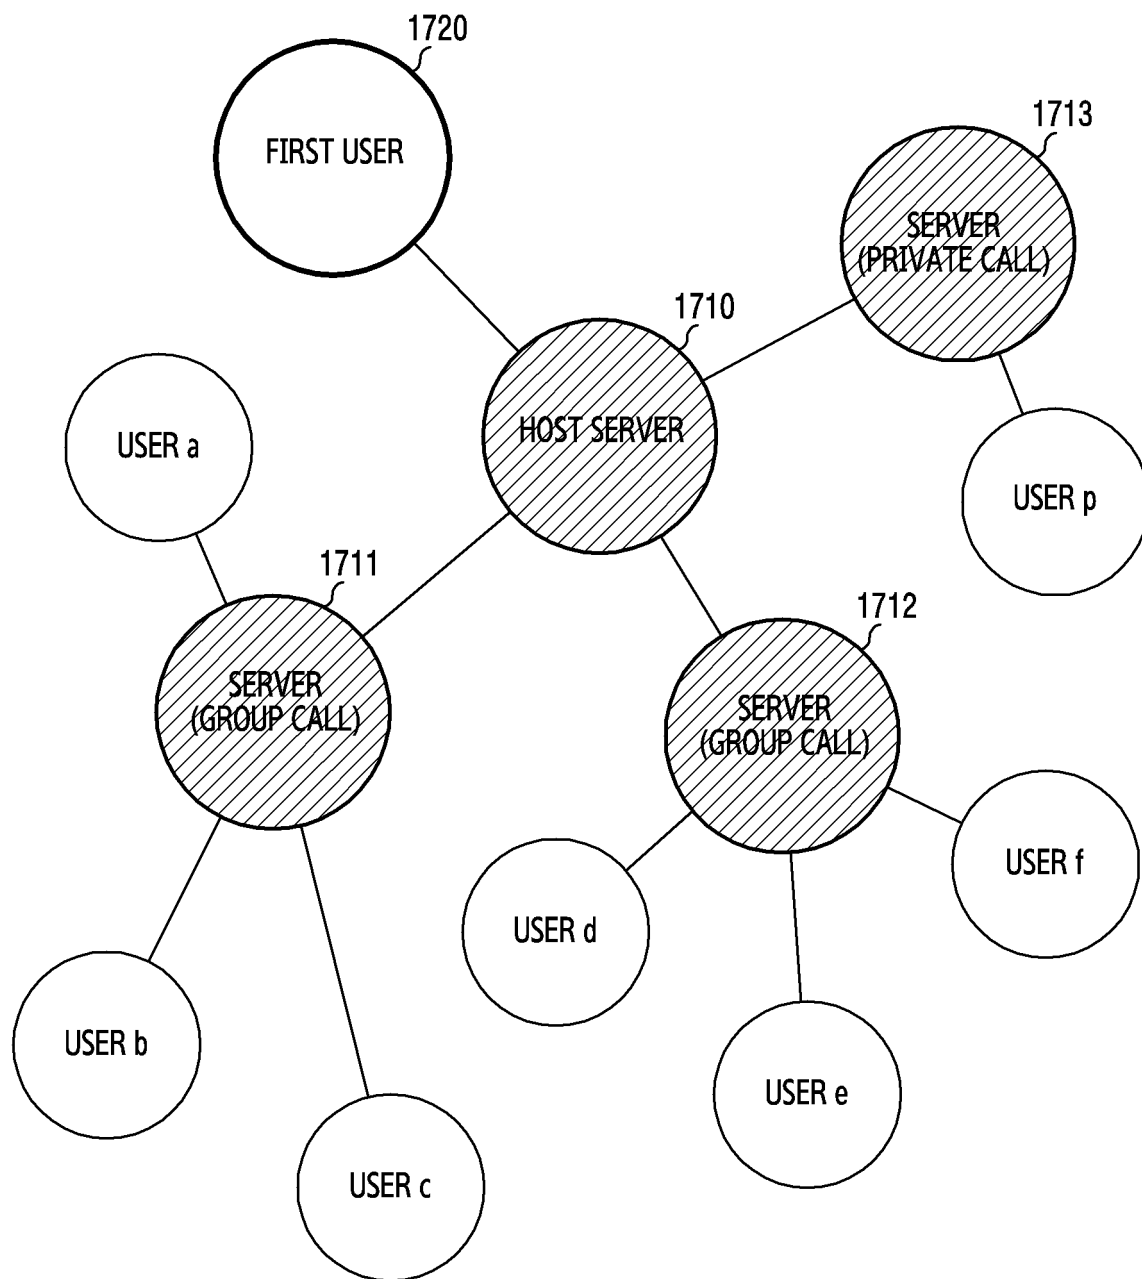 1720
FIRST USER
1713
SERVER
(PRIVATE CALL)
1710
HOST SERVER
USER a
USER p
1711
SERVER
(GROUP CALL)
1712
SERVER
(GROUP CALL)
USER f
USER d
USER b
USER e
USER c